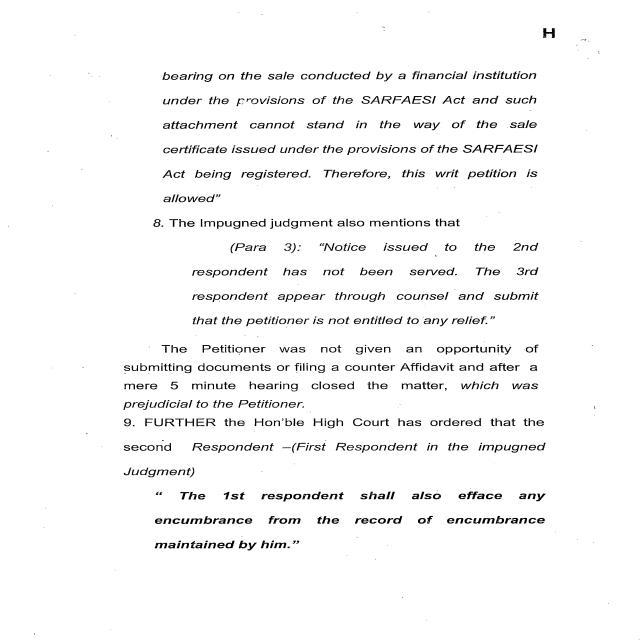 H
bearing on the sale conducted by a financial institution
under the provisions of the SARFAESI Act and such
attachment cannot stand in the way of the sale
certificate issued under the provisions of the SARFAESI
Act being registered. Therefore, this writ petition is
allowed”
8. The Impugned judgment also mentions that
(Para 3): “Notice issued to the 2nd
respondent has not been served. The 3rd
respondent appear through counsel and submit
that the petitioner is not entitled to any relief.”
The Petitioner was not given an opportunity of
submitting documents or filing a counter Affidavit and after a
mere 5 minute hearing closed the matter, which was
prejudicial to the Petitioner.
9. FURTHER the Hon’ble High Court has ordered that the
second Respondent –(First Respondent in the impugned
Judgment)
“ The 1st respondent shall also efface any
encumbrance from the record of encumbrance
maintained by him.”